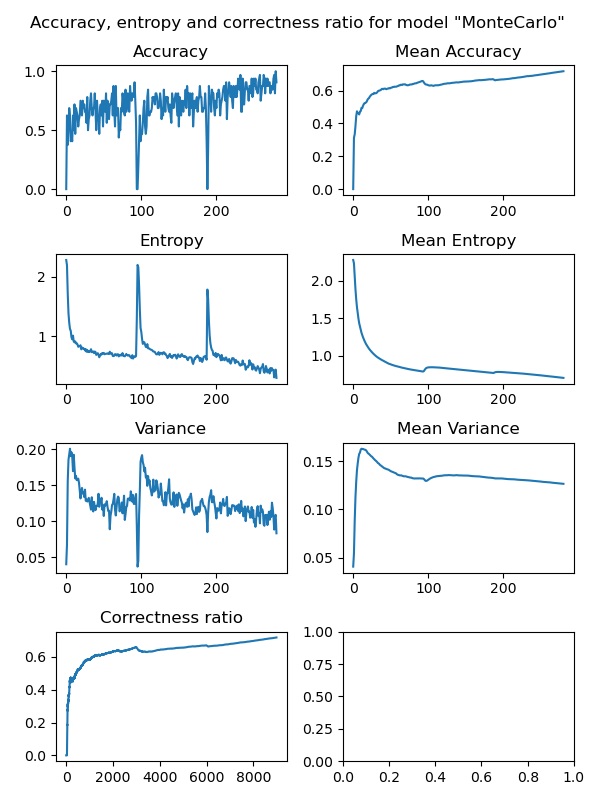 Accuracy, entropy and correctness ratio for model "MonteCarlo"
Accuracy
1.0
0.5
0.0
0 100 200
Mean Accuracy
0.6
0.4
0.2
0.0
0 100 200
Entropy
2
1
0 100 200
Mean Entropy
2.0
1.5
1.0
0 100 200
Variance
0.20
0.15
0.10
0.05
0 100 200
Mean Variance
0.15
0.10
0.05
0 100 200
Correctness ratio
0.6
0.4
0.2
0.0
0 2000 4000 6000 8000
1.00
0.75
0.50
0.25
0.00
0.0 0.2 0.4 0.6 0.8 1.0